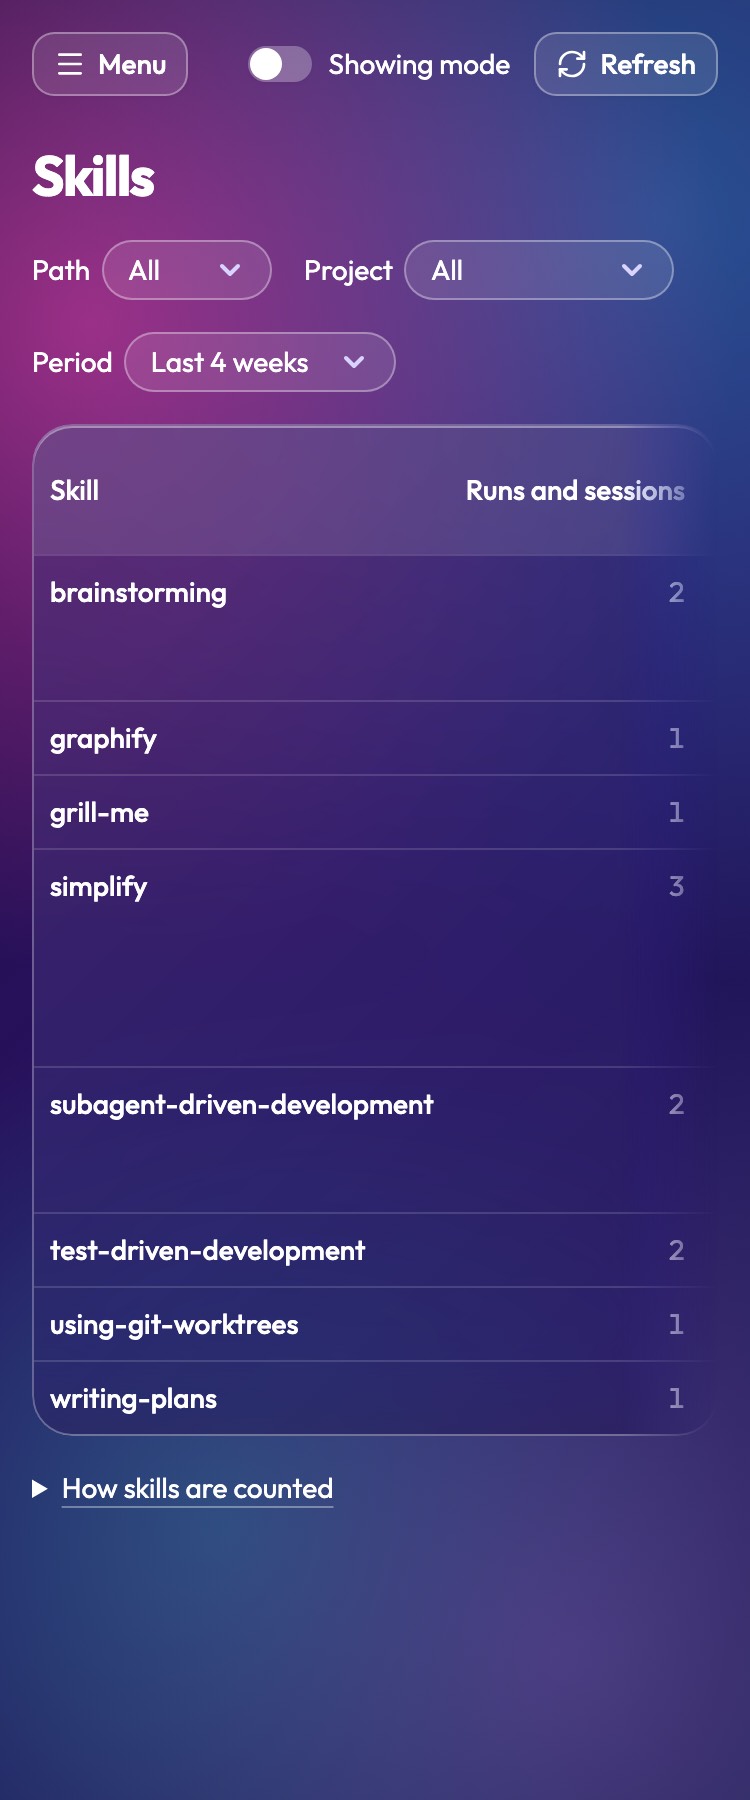 Menu Showing mode Refresh
Skills
Path All Project All
Period Last 4 weeks
Skill Runs and sessions
brainstorming 2
graphify 1
grill-me 1
simplify 3
subagent-driven-development 2
test-driven-development 2
using-git-worktrees 1
writing-plans 1
How skills are counted